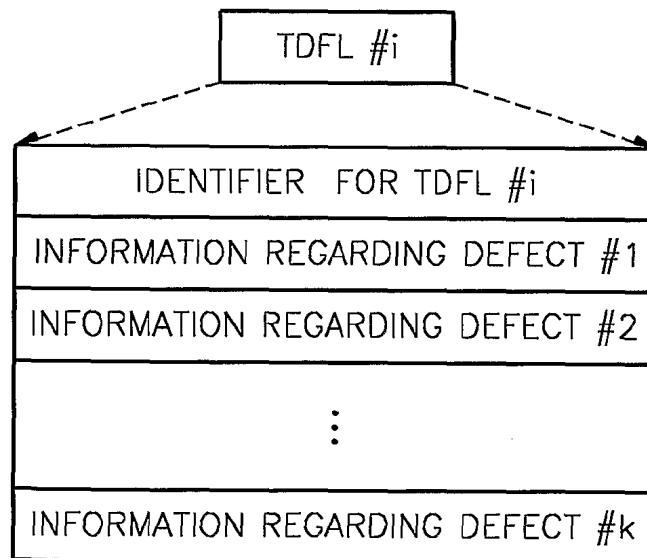 TDFL #i
IDENTIFIER FOR TDFL #i
INFORMATION REGARDING DEFECT #1
INFORMATION REGARDING DEFECT #2
⋮
INFORMATION REGARDING DEFECT #k